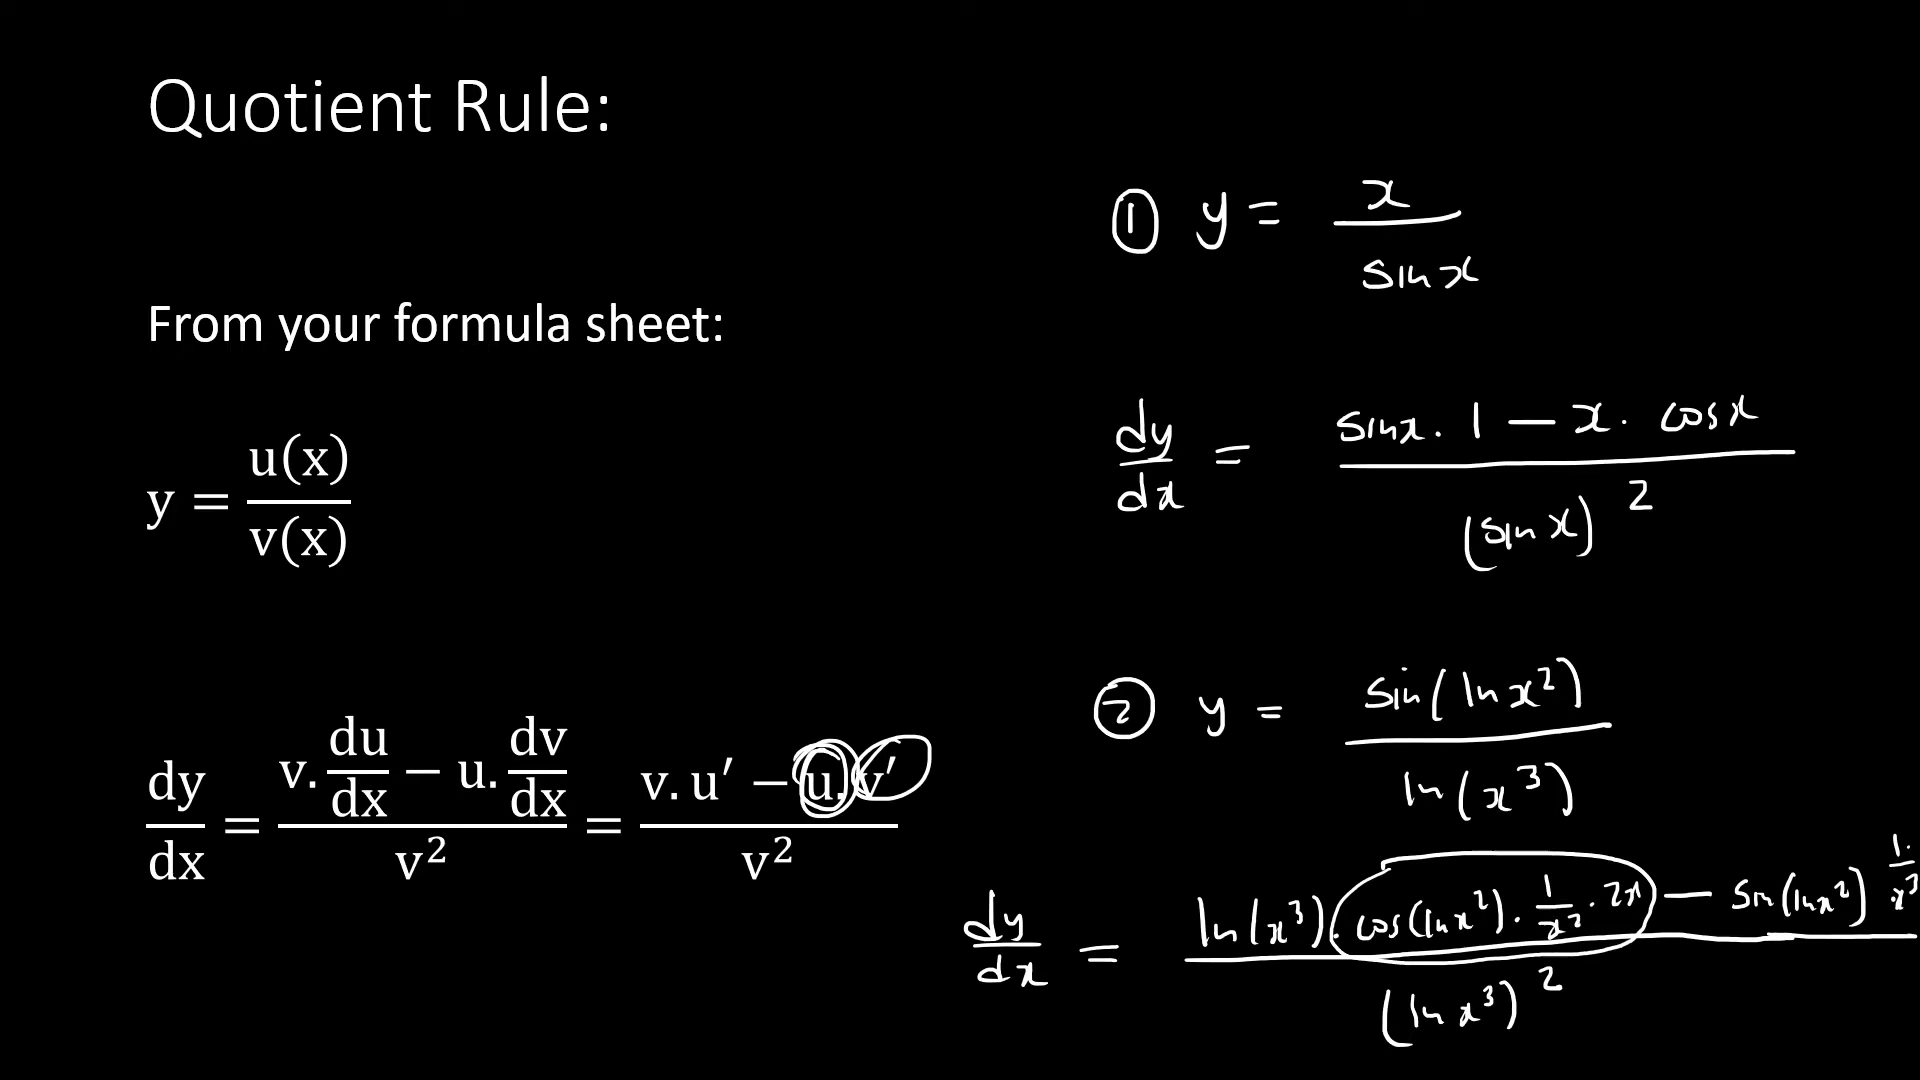 Quotient Rule:
From your formula sheet:
y = u(x)/v(x)
dy/dx = (v. du/dx − u. dv/dx)/v² = (v. u′ − u. v′)/v²
① y = x/sin x
dy/dx = (sin x · 1 − x · cos x)/(sin x)²
② y = sin(ln x²)/ln(x³)
dy/dx = (ln(x³) · cos(ln x²) · 1/x² · 2x − sin(ln x²) 1/x³ ·)/(ln x³)²